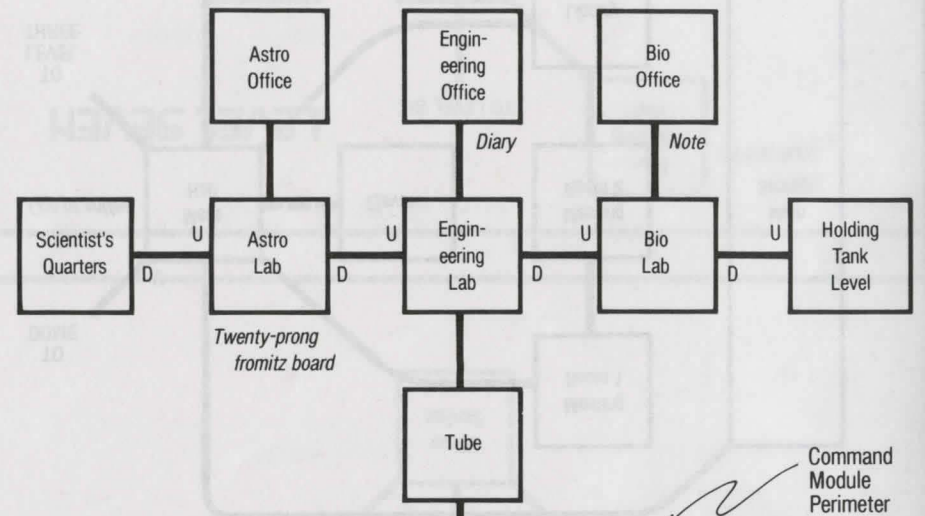 Astro
Office
Engin-
eering
Office
Bio
Office
Diary
Note
Scientist's
Quarters
U
D
Astro
Lab
U
D
Engin-
eering
Lab
U
D
Bio
Lab
U
D
Holding
Tank
Level
Twenty-prong
fromitz board
Tube
Command
Module
Perimeter